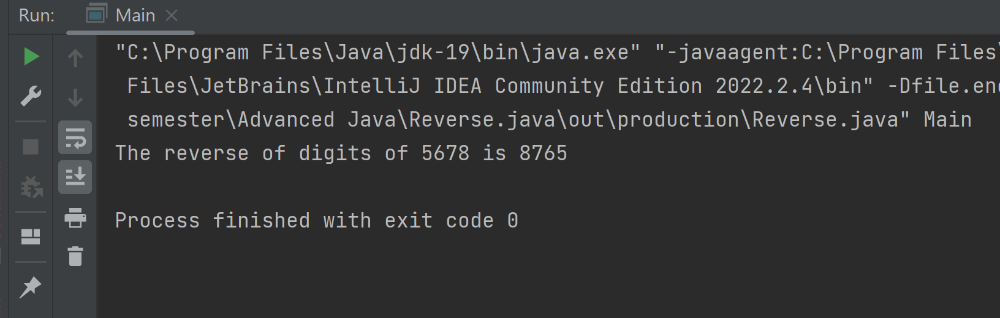 Run: Main
"C:\Program Files\Java\jdk-19\bin\java.exe" "-javaagent:C:\Program Files\
Files\JetBrains\IntelliJ IDEA Community Edition 2022.2.4\bin" -Dfile.enc
semester\Advanced Java\Reverse.java\out\production\Reverse.java" Main
The reverse of digits of 5678 is 8765
Process finished with exit code 0